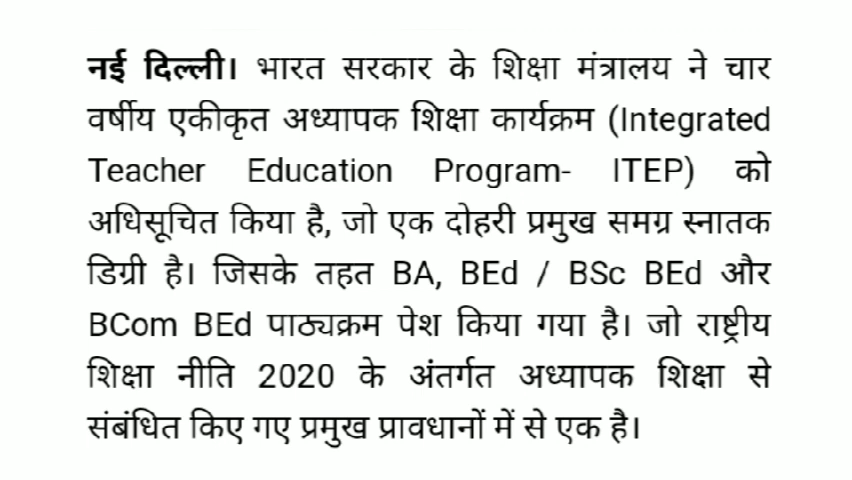 नई दिल्ली। भारत सरकार के शिक्षा मंत्रालय ने चार
वर्षीय एकीकृत अध्यापक शिक्षा कार्यक्रम (Integrated
Teacher Education Program- ITEP) को
अधिसूचित किया है, जो एक दोहरी प्रमुख समग्र स्नातक
डिग्री है। जिसके तहत BA, BEd / BSc BEd और
BCom BEd पाठ्यक्रम पेश किया गया है। जो राष्ट्रीय
शिक्षा नीति 2020 के अंतर्गत अध्यापक शिक्षा से
संबंधित किए गए प्रमुख प्रावधानों में से एक है।